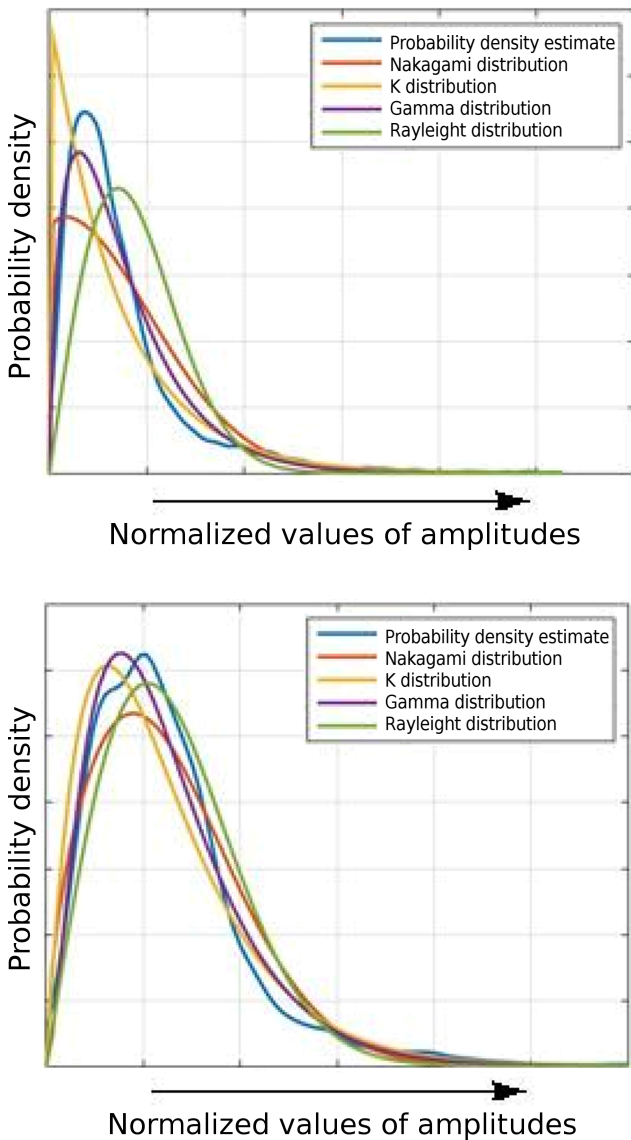 Probability density estimate
Nakagami distribution
K distribution
Gamma distribution
Rayleight distribution
Probability density
Normalized values of amplitudes
Probability density estimate
Nakagami distribution
K distribution
Gamma distribution
Rayleight distribution
Probability density
Normalized values of amplitudes